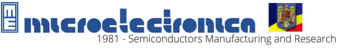 microelectronica
1981 - Semiconductors Manufacturing and Research